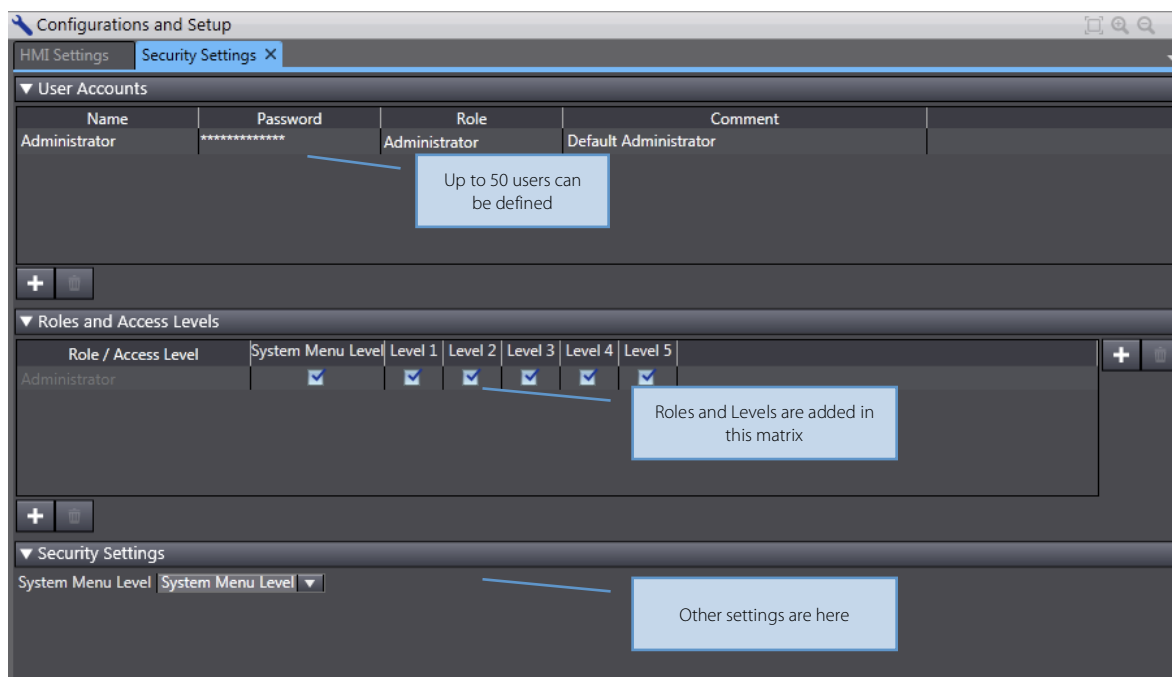 Configurations and Setup
HMI Settings Security Settings
User Accounts
Name Password Role Comment
Administrator ************* Administrator Default Administrator
Up to 50 users can
be defined
Roles and Access Levels
Role / Access Level System Menu Level Level 1 Level 2 Level 3 Level 4 Level 5
Administrator
Roles and Levels are added in
this matrix
Security Settings
System Menu Level System Menu Level
Other settings are here